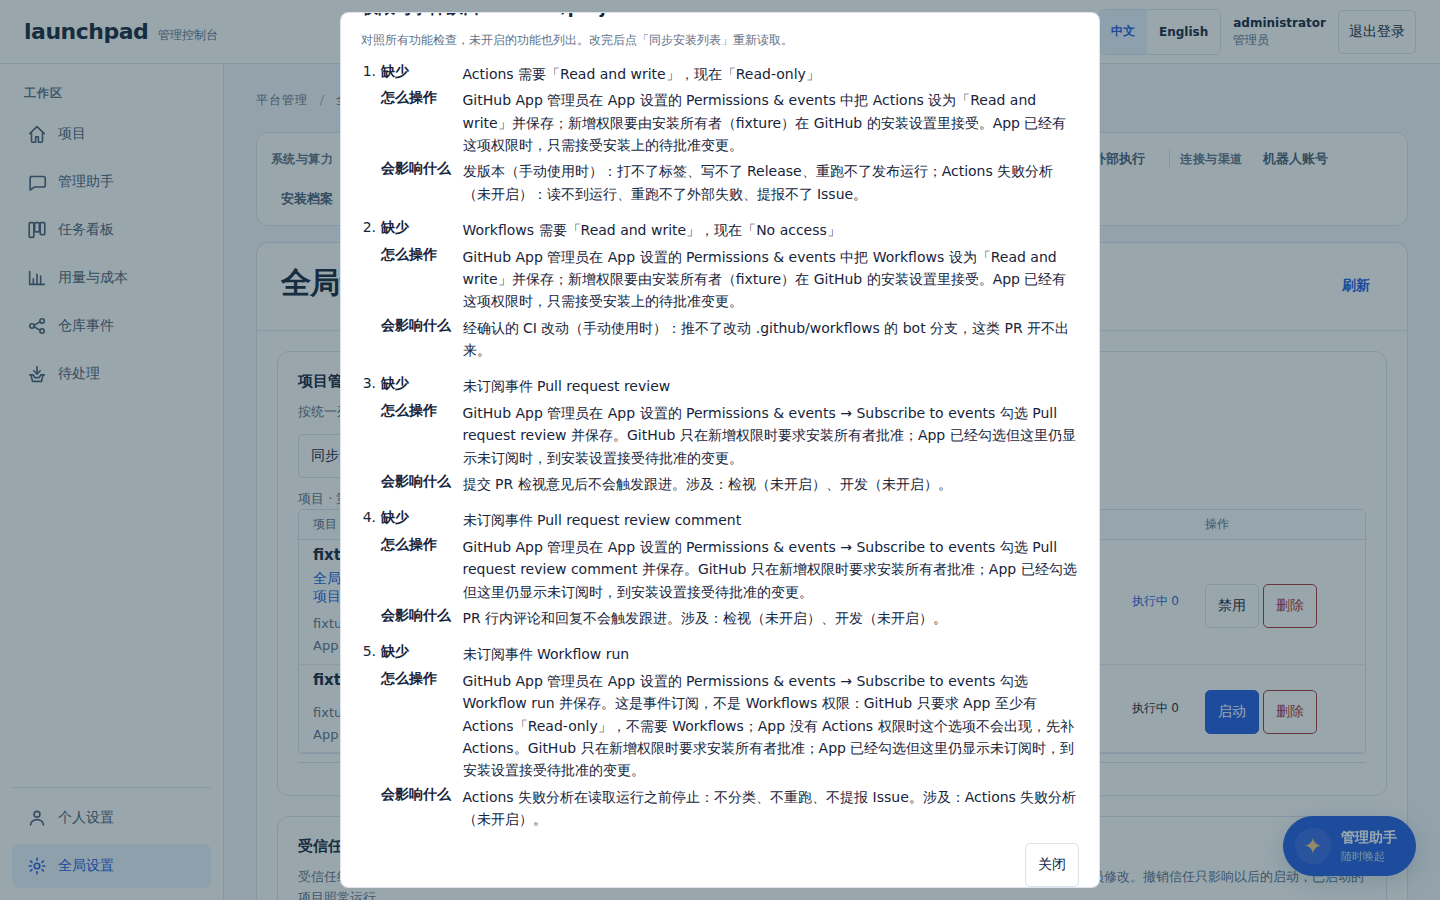 launchpad 管理控制台
中文 English administrator 管理员 退出登录
工作区
项目
管理助手
任务看板
用量与成本
仓库事件
待处理
个人设置
全局设置
平台管理 /
系统与算力
安装档案
外部执行 连接与渠道 机器人账号
全局
刷新
项目管
按统一
同步
项目 ·
项目
操作
fixt
全局
项目
fixtu
App
执行中 0 禁用 删除
fixt
fixtu
App
执行中 0 启动 删除
受信任
受信任
员修改、撤销信任只影响以后的启动，已启动的
项目照常运行
管理助手
随时唤起
对照所有功能检查，未开启的功能也列出。改完后点「同步安装列表」重新读取。
1. 缺少 Actions 需要「Read and write」，现在「Read-only」
怎么操作 GitHub App 管理员在 App 设置的 Permissions & events 中把 Actions 设为「Read and
write」并保存；新增权限要由安装所有者（fixture）在 GitHub 的安装设置里接受。App 已经有
这项权限时，只需接受安装上的待批准变更。
会影响什么 发版本（手动使用时）：打不了标签、写不了 Release、重跑不了发布运行；Actions 失败分析
（未开启）：读不到运行、重跑不了外部失败、提报不了 Issue。
2. 缺少 Workflows 需要「Read and write」，现在「No access」
怎么操作 GitHub App 管理员在 App 设置的 Permissions & events 中把 Workflows 设为「Read and
write」并保存；新增权限要由安装所有者（fixture）在 GitHub 的安装设置里接受。App 已经有
这项权限时，只需接受安装上的待批准变更。
会影响什么 经确认的 CI 改动（手动使用时）：推不了改动 .github/workflows 的 bot 分支，这类 PR 开不出
来。
3. 缺少 未订阅事件 Pull request review
怎么操作 GitHub App 管理员在 App 设置的 Permissions & events → Subscribe to events 勾选 Pull
request review 并保存。GitHub 只在新增权限时要求安装所有者批准；App 已经勾选但这里仍显
示未订阅时，到安装设置接受待批准的变更。
会影响什么 提交 PR 检视意见后不会触发跟进。涉及：检视（未开启）、开发（未开启）。
4. 缺少 未订阅事件 Pull request review comment
怎么操作 GitHub App 管理员在 App 设置的 Permissions & events → Subscribe to events 勾选 Pull
request review comment 并保存。GitHub 只在新增权限时要求安装所有者批准；App 已经勾选
但这里仍显示未订阅时，到安装设置接受待批准的变更。
会影响什么 PR 行内评论和回复不会触发跟进。涉及：检视（未开启）、开发（未开启）。
5. 缺少 未订阅事件 Workflow run
怎么操作 GitHub App 管理员在 App 设置的 Permissions & events → Subscribe to events 勾选
Workflow run 并保存。这是事件订阅，不是 Workflows 权限：GitHub 只要求 App 至少有
Actions「Read-only」，不需要 Workflows；App 没有 Actions 权限时这个选项不会出现，先补
Actions。GitHub 只在新增权限时要求安装所有者批准；App 已经勾选但这里仍显示未订阅时，到
安装设置接受待批准的变更。
会影响什么 Actions 失败分析在读取运行之前停止：不分类、不重跑、不提报 Issue。涉及：Actions 失败分析
（未开启）。
关闭